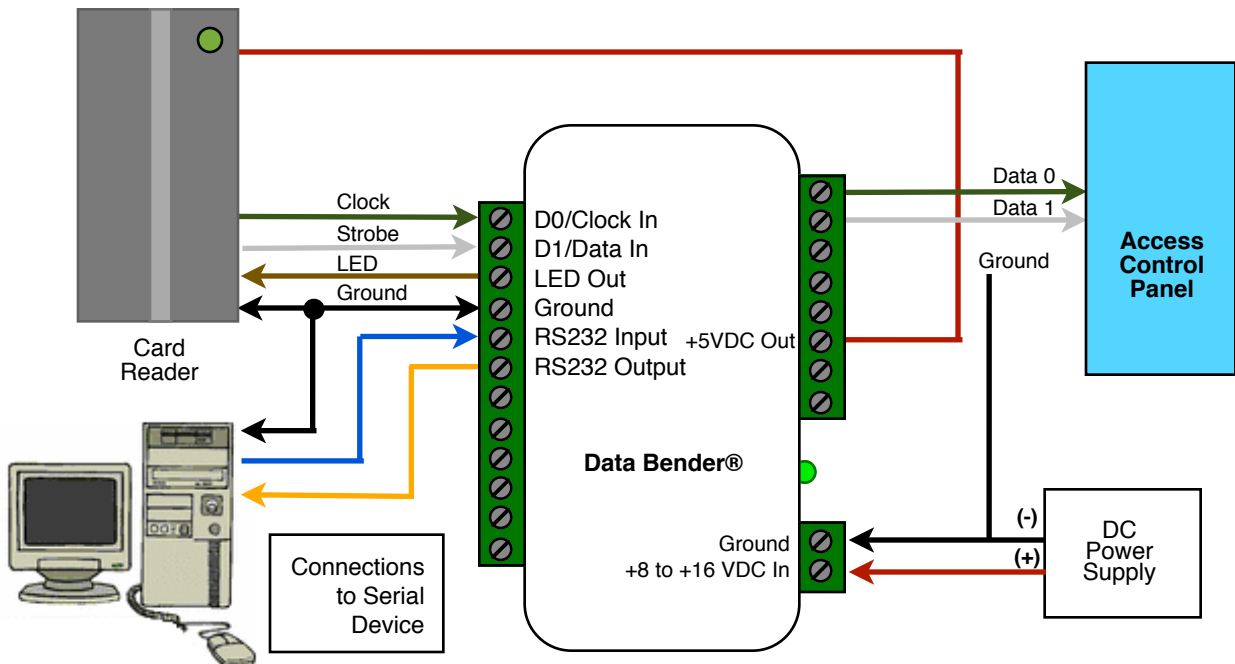 Card
Reader
Clock
Strobe
LED
Ground
D0/Clock In
D1/Data In
LED Out
Ground
RS232 Input
RS232 Output
+5VDC Out
Data Bender®
Ground
+8 to +16 VDC In
Data 0
Data 1
Ground
Access
Control
Panel
(-)
(+)
DC
Power
Supply
Connections
to Serial
Device